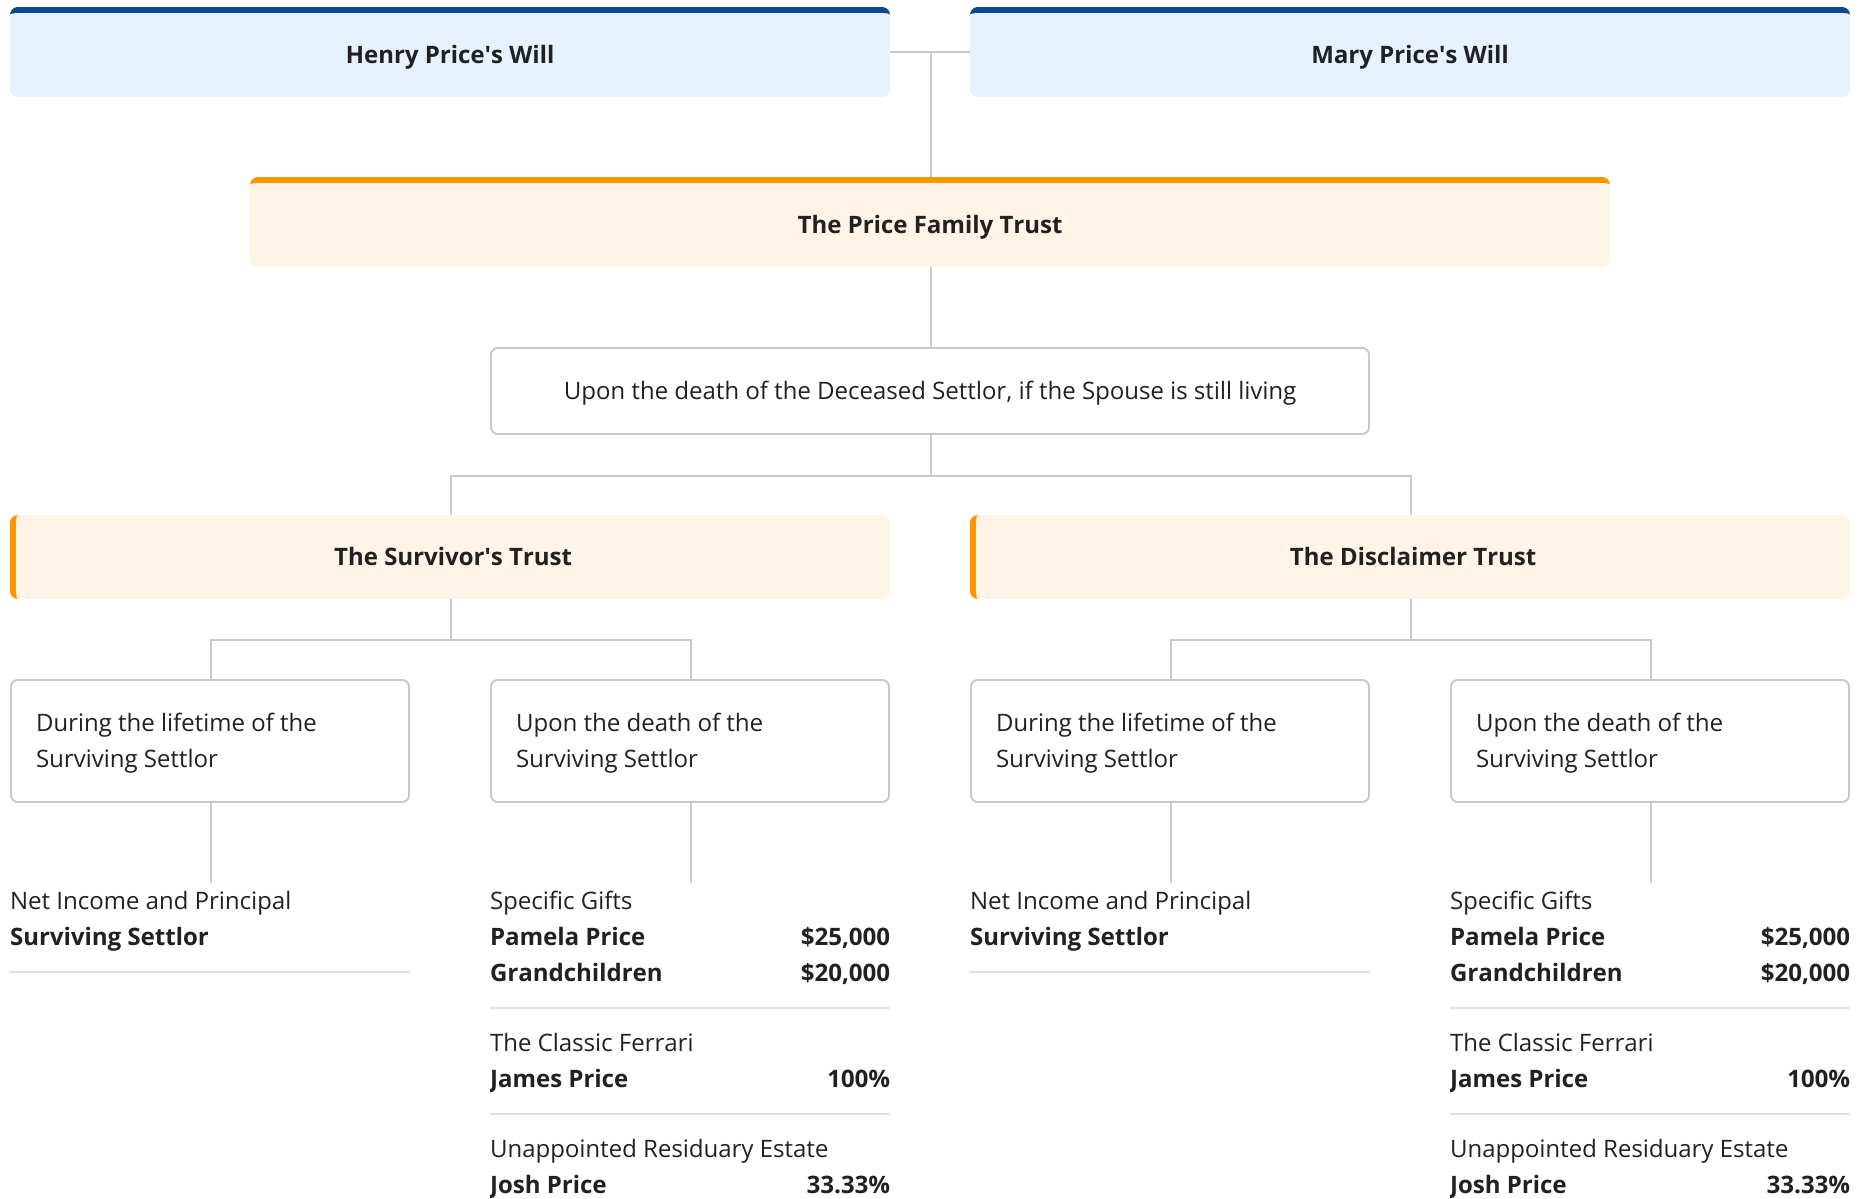 Henry Price's Will
Mary Price's Will
The Price Family Trust
Upon the death of the Deceased Settlor, if the Spouse is still living
The Survivor's Trust
The Disclaimer Trust
During the lifetime of the
Surviving Settlor
Upon the death of the
Surviving Settlor
During the lifetime of the
Surviving Settlor
Upon the death of the
Surviving Settlor
Net Income and Principal
Surviving Settlor
Specific Gifts
Pamela Price $25,000
Grandchildren $20,000
The Classic Ferrari
James Price 100%
Unappointed Residuary Estate
Josh Price 33.33%
Net Income and Principal
Surviving Settlor
Specific Gifts
Pamela Price $25,000
Grandchildren $20,000
The Classic Ferrari
James Price 100%
Unappointed Residuary Estate
Josh Price 33.33%